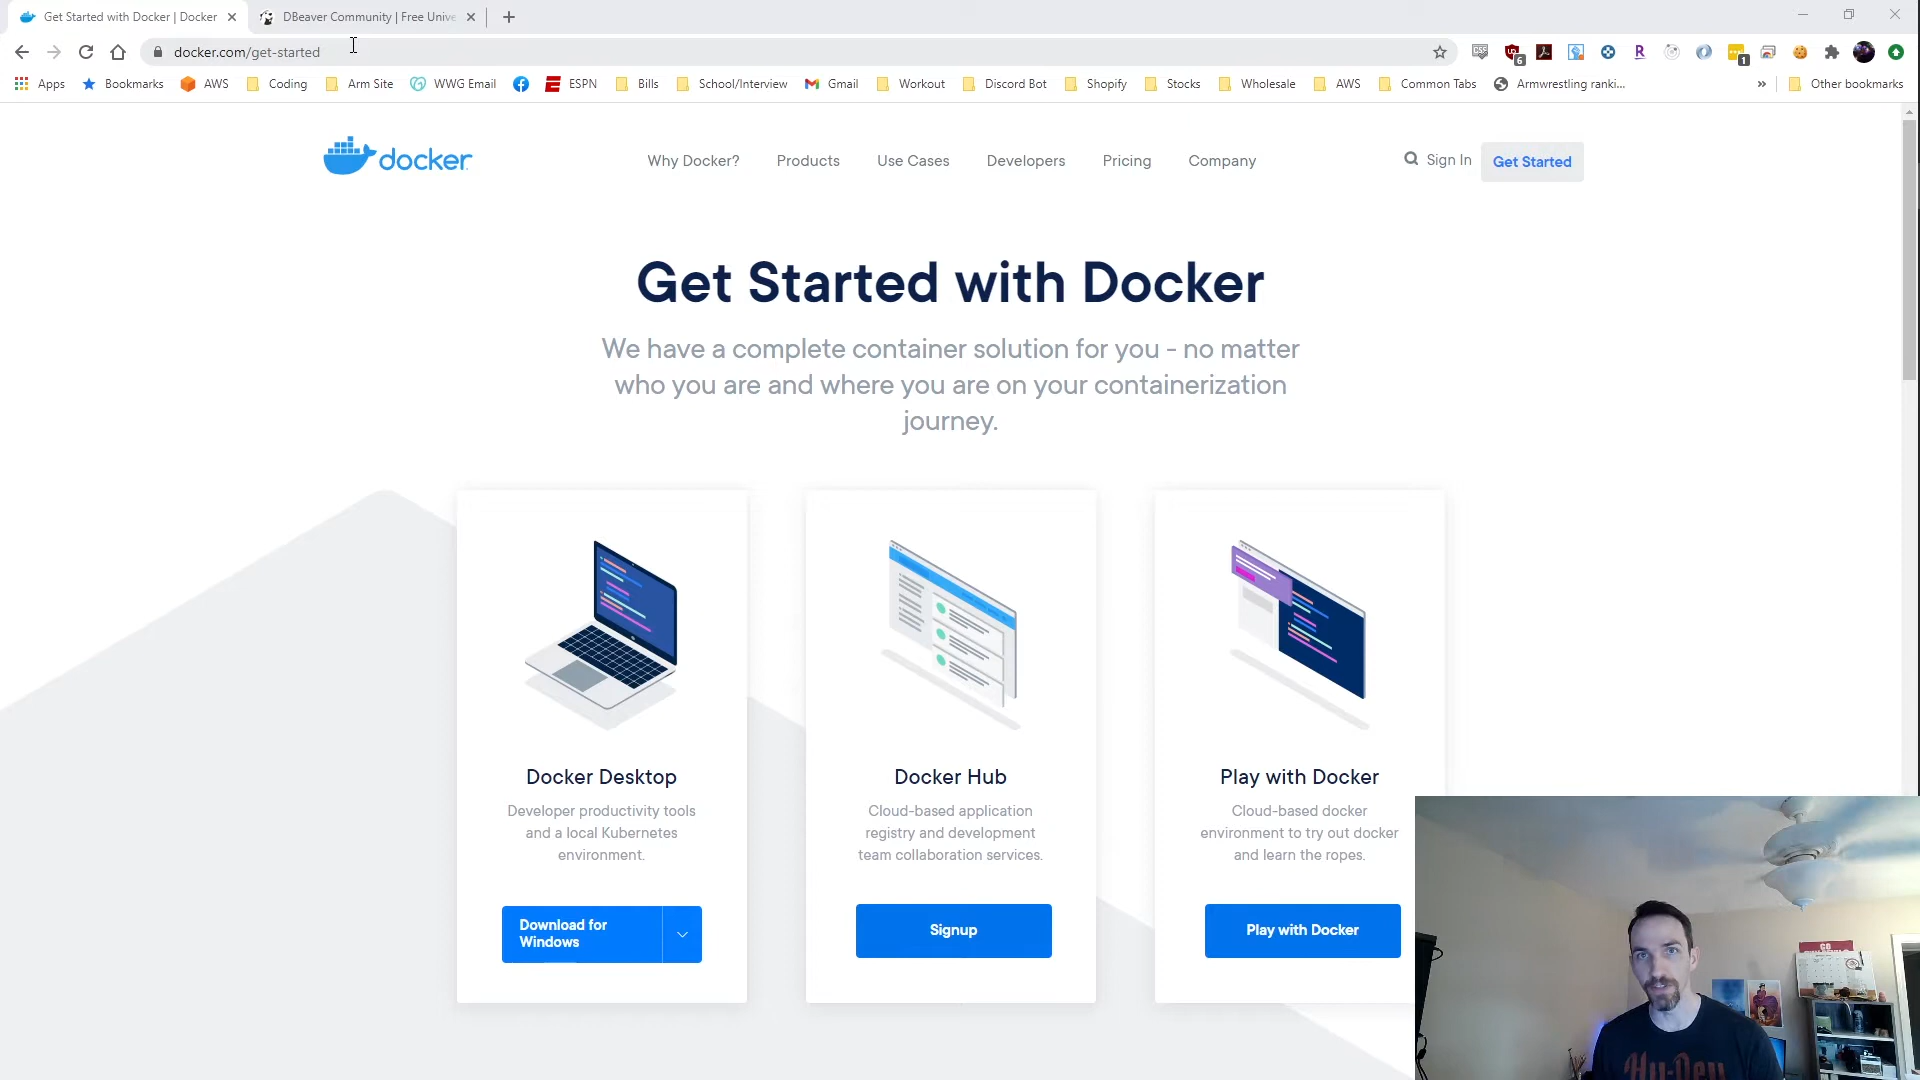 Get Started with Docker | Docker
DBeaver Community | Free Unive
docker.com/get-started
6
1
Apps
Bookmarks
AWS
Coding
Arm Site
WWG Email
ESPN
Bills
School/Interview
Gmail
Workout
Discord Bot
Shopify
Stocks
Wholesale
AWS
Common Tabs
Armwrestling ranki...
»
Other bookmarks
docker
Why Docker?
Products
Use Cases
Developers
Pricing
Company
Sign In
Get Started
Get Started with Docker
We have a complete container solution for you - no matter
who you are and where you are on your containerization
journey.
Docker Desktop
Developer productivity tools
and a local Kubernetes
environment.
Download for
Windows
Docker Hub
Cloud-based application
registry and development
team collaboration services.
Signup
Play with Docker
Cloud-based docker
environment to try out docker
and learn the ropes.
Play with Docker